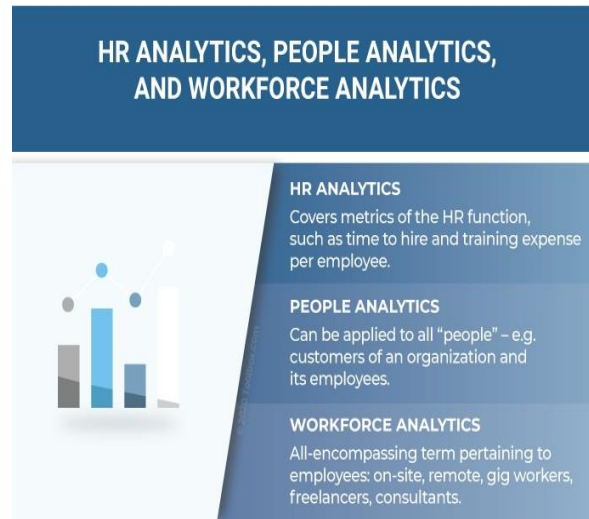 HR ANALYTICS, PEOPLE ANALYTICS,
AND WORKFORCE ANALYTICS
HR ANALYTICS
Covers metrics of the HR function,
such as time to hire and training expense
per employee.
PEOPLE ANALYTICS
Can be applied to all “people” – e.g.
customers of an organization and
its employees.
WORKFORCE ANALYTICS
All-encompassing term pertaining to
employees: on-site, remote, gig workers,
freelancers, consultants.